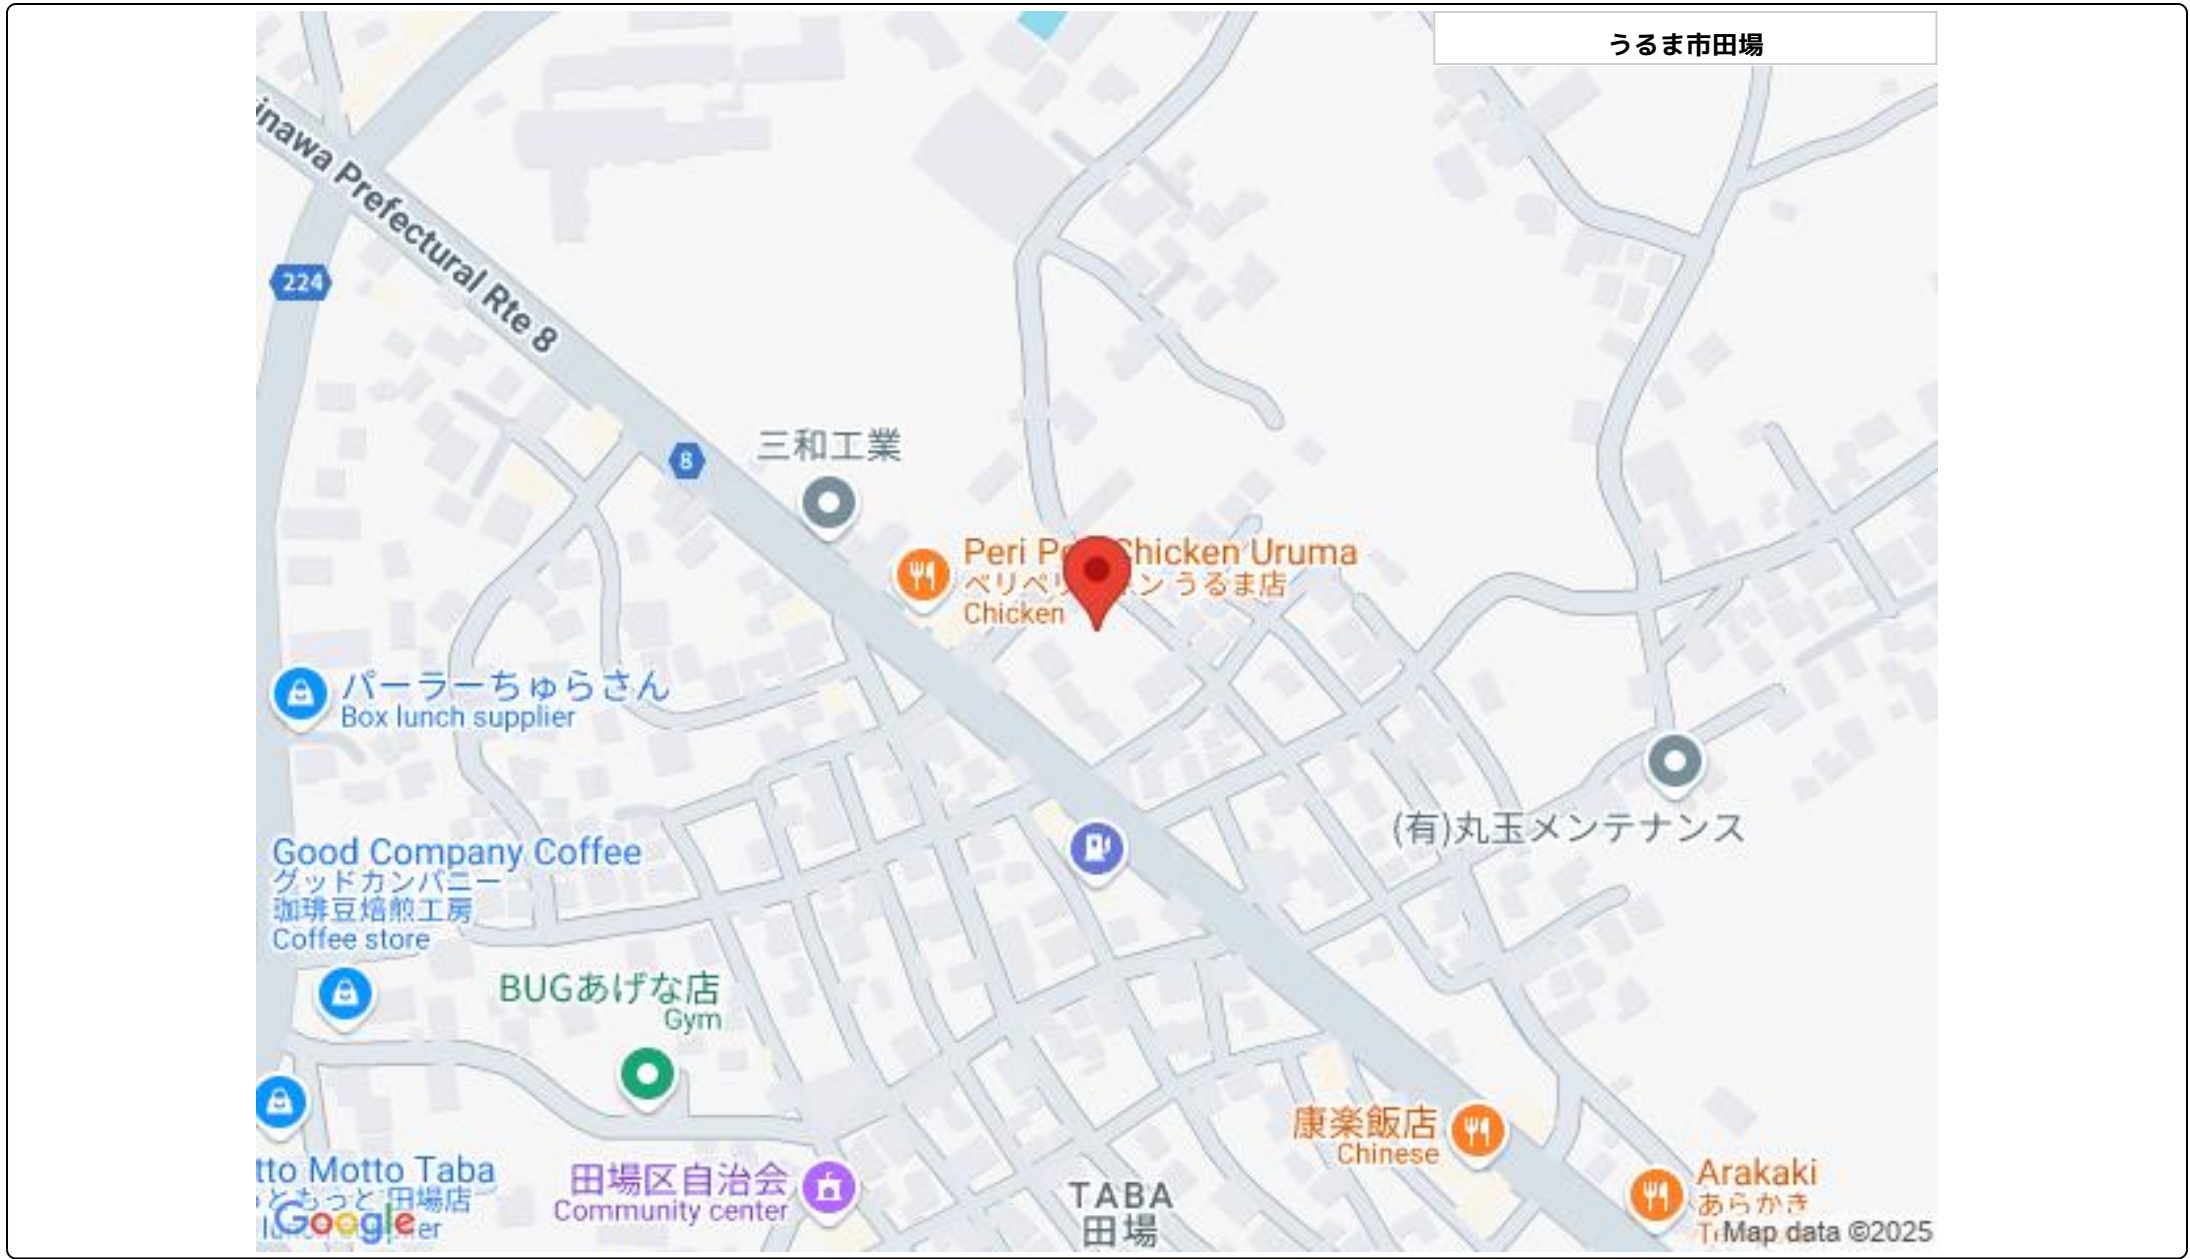 うるま市田場
inawa Prefectural Rte 8
224
8
三和工業
Peri Chicken Uruma
うるま店
Chicken
パーラーちゅらさん
Box lunch supplier
(有)丸玉メンテナンス
Good Company Coffee
グッドカンパニー
珈琲豆焙煎工房
Coffee store
BUGあげな店
Gym
康楽飯店
Chinese
tto Motto Taba
ともっと 田場店
田場区自治会
Community center
TABA
田場
Arakaki
あらかき
Google
Map data ©2025